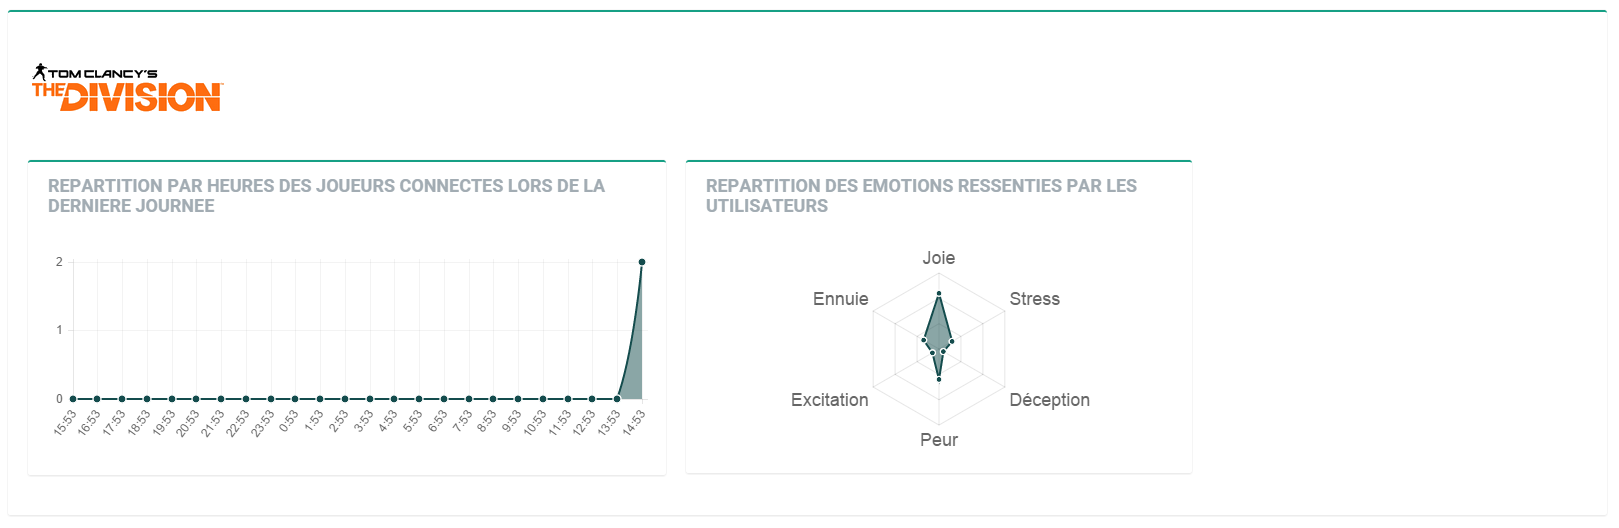 TOM CLANCY'S
THE DIVISION
REPARTITION PAR HEURES DES JOUEURS CONNECTES LORS DE LA
DERNIERE JOURNEE
2
1
0
15:53 16:53 17:53 18:53 19:53 20:53 21:53 22:53 23:53 0:53 1:53 2:53 3:53 4:53 5:53 6:53 7:53 8:53 9:53 10:53 11:53 12:53 13:53 14:53
REPARTITION DES EMOTIONS RESSENTIES PAR LES
UTILISATEURS
Joie
Ennuie Stress
Excitation Déception
Peur